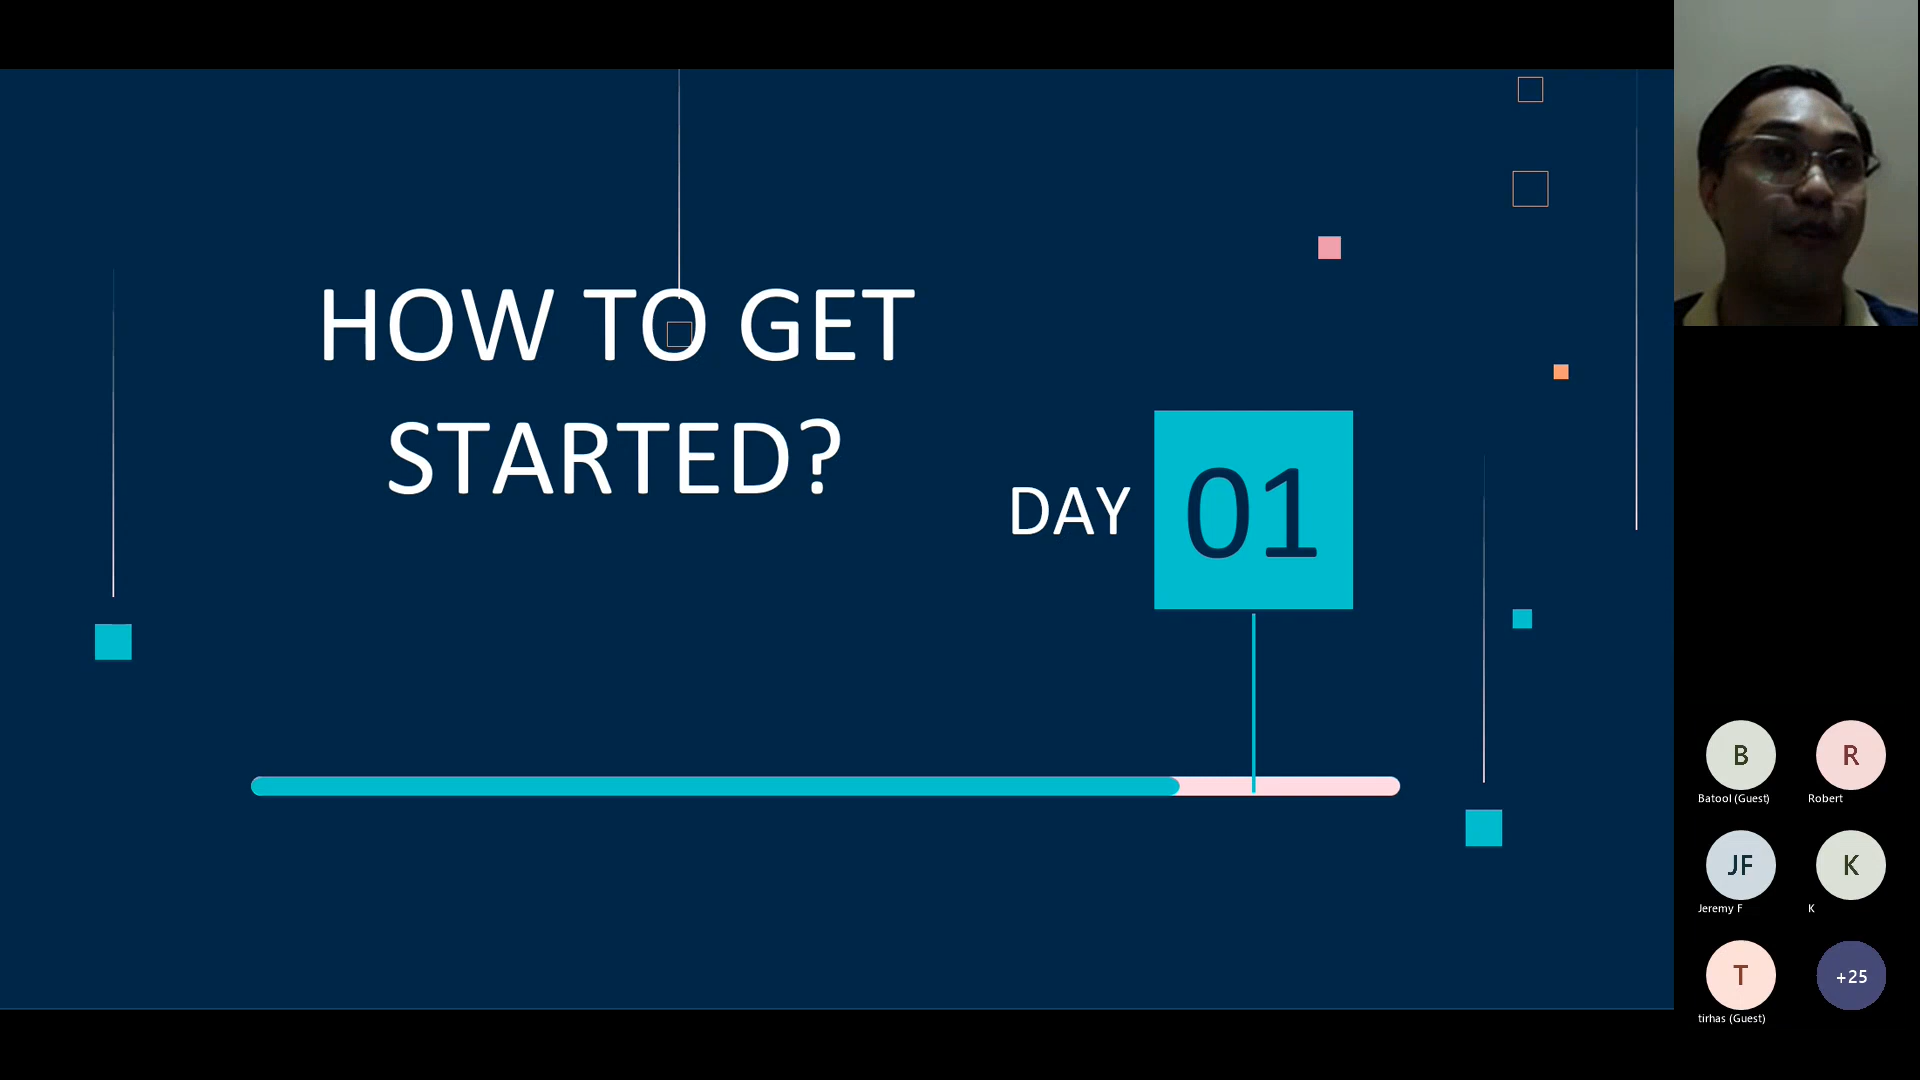 HOW TO GET
STARTED?
DAY
01
B
R
Batool (Guest)
Robert
JF
K
Jeremy F
K
T
+25
tirhas (Guest)